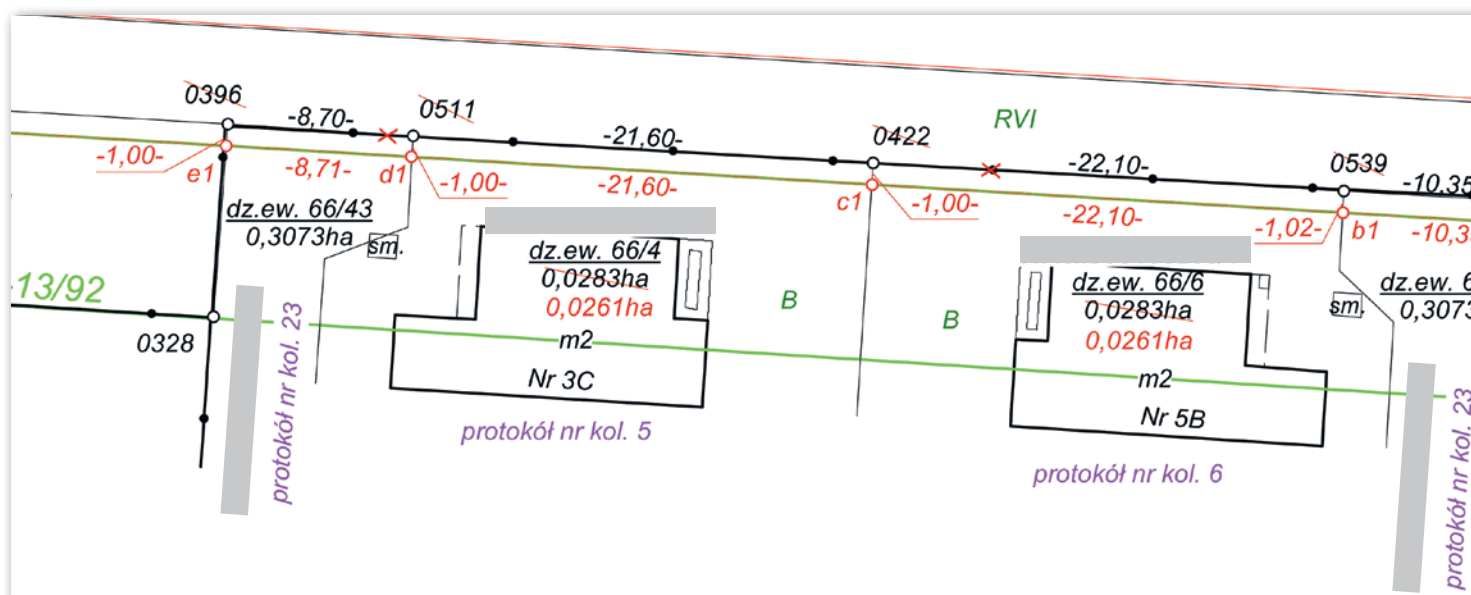 0396
-8,70-
0511
-21,60-
0422
RVI
-22,10-
0539
-10,35
-1,00-
e1
-8,71-
d1
-1,00-
-21,60-
c1
-1,00-
-22,10-
-1,02-
b1
-10,3
dz.ew. 66/43
0,3073ha
sm.
dz.ew. 66/4
0,0283ha
0,0261ha
m2
Nr 3C
B
B
dz.ew. 66/6
0,0283ha
0,0261ha
m2
Nr 5B
sm.
dz.ew. 6
0,3073
-13/92
0328
protokół nr kol. 23
protokół nr kol. 5
protokół nr kol. 6
protokół nr kol. 23